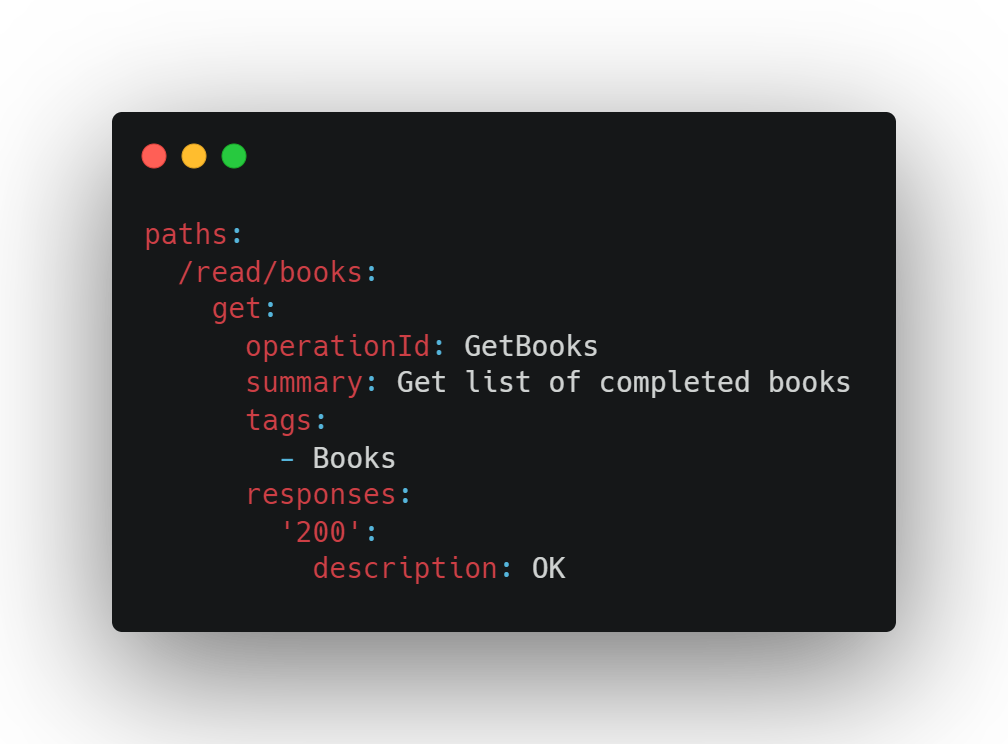 paths:
  /read/books:
    get:
      operationId: GetBooks
      summary: Get list of completed books
      tags:
        - Books
      responses:
        '200':
          description: OK